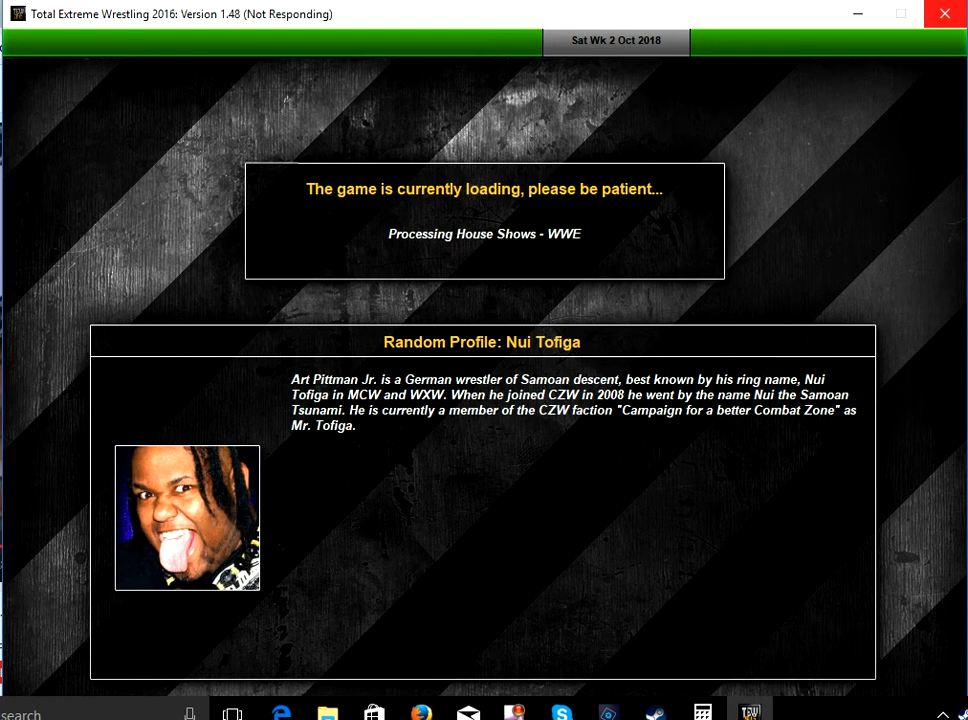 Total Extreme Wrestling 2016: Version 1.48 (Not Responding)
Sat Wk 2 Oct 2018
The game is currently loading, please be patient...
Processing House Shows - WWE
Random Profile: Nui Tofiga
Art Pittman Jr. is a German wrestler of Samoan descent, best known by his ring name, Nui
Tofiga in MCW and WXW. When he joined CZW in 2008 he went by the name Nui the Samoan
Tsunami. He is currently a member of the CZW faction "Campaign for a better Combat Zone" as
Mr. Tofiga.
search